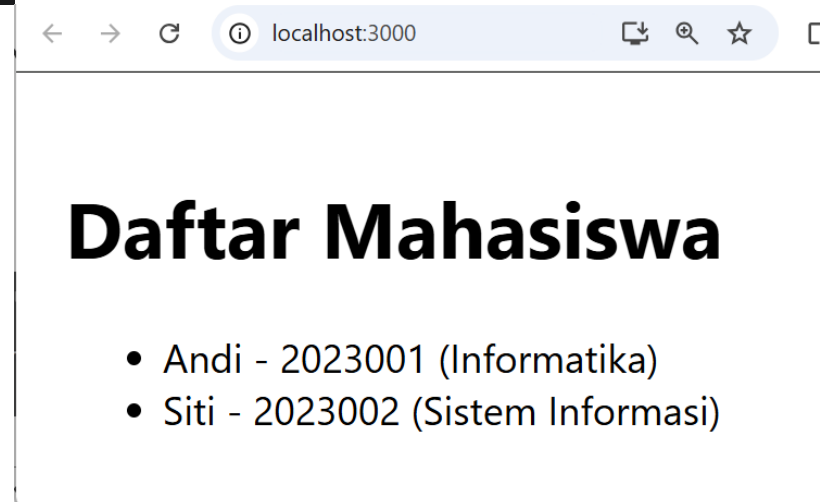 localhost:3000
Daftar Mahasiswa
Andi - 2023001 (Informatika)
Siti - 2023002 (Sistem Informasi)